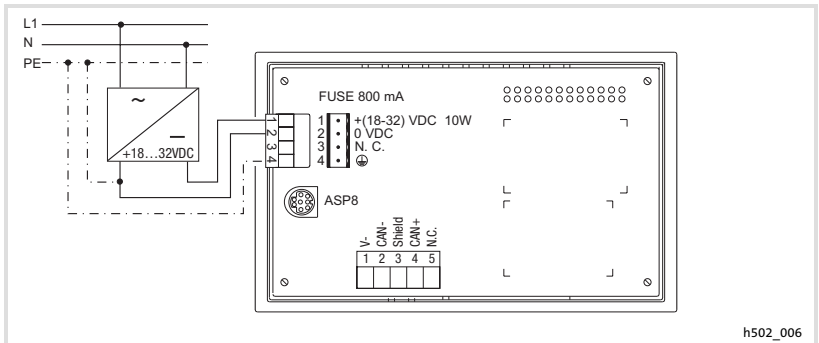 L1
N
PE
~
–
+18...32VDC
1
2
3
4
FUSE 800 mA
1 +(18-32) VDC 10W
2 0 VDC
3 N. C.
4
ASP8
V-
CAN-
Shield
CAN+
N.C.
1 2 3 4 5
h502_006